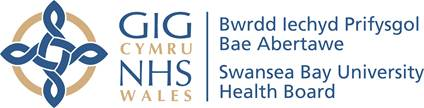 GIG
CYMRU
NHS
WALES
Bwrdd Iechyd Prifysgol
Bae Abertawe
Swansea Bay University
Health Board